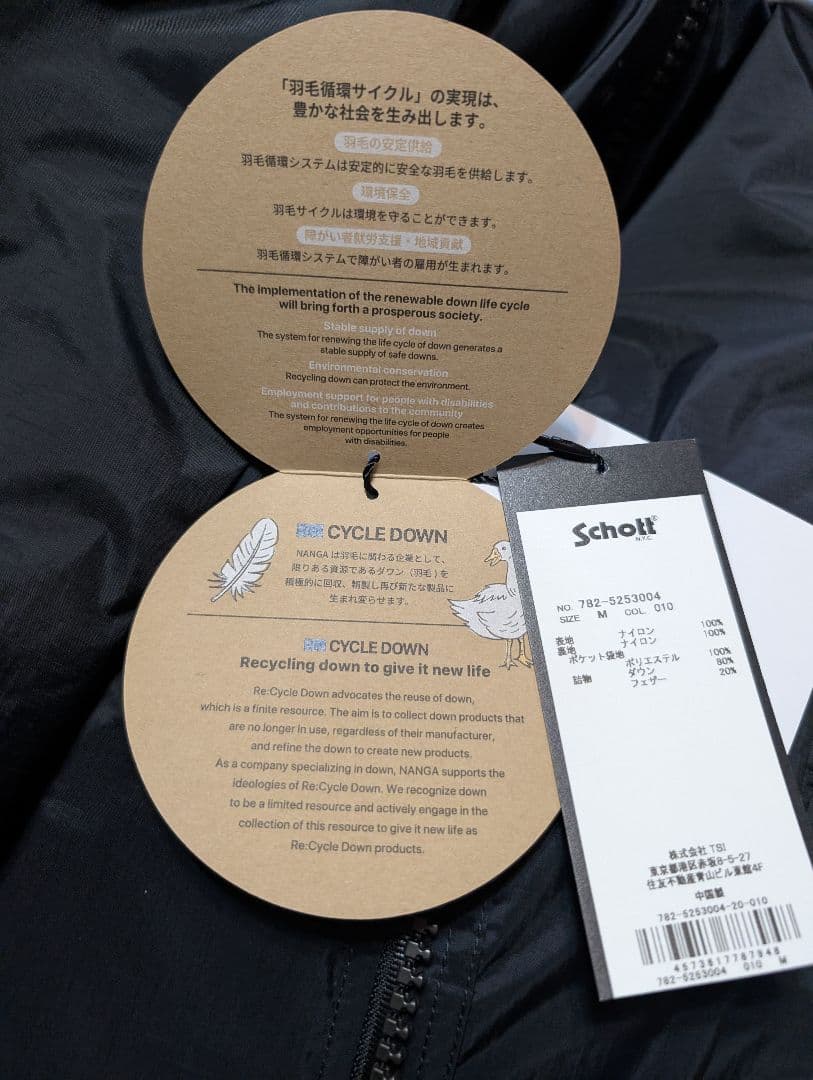 「羽毛循環サイクル」の実現は、
豊かな社会を生み出します。
羽毛の安定供給
羽毛循環システムは安定的に安全な羽毛を供給します。
環境保全
羽毛サイクルは環境を守ることができます。
障がい者就労支援・地域貢献
羽毛循環システムで障がい者の雇用が生まれます。
The implementation of the renewable down life cycle
will bring forth a prosperous society.
Stable supply of down
The system for renewing the life cycle of down generates a
stable supply of safe downs.
Environmental conservation
Recycling down can protect the environment.
Employment support for people with disabilities
and contributions to the community
The system for renewing the life cycle of down creates
employment opportunities for people
with disabilities.
CYCLE DOWN
NANGAは羽毛に関わる企業として、
限りある資源であるダウン（羽毛）を
積極的に回収、精製し再び新たな製品に
生まれ変らせます。
CYCLE DOWN
Recycling down to give it new life
Re:Cycle Down advocates the reuse of down,
which is a finite resource. The aim is to collect down products that
are no longer in use, regardless of their manufacturer,
and refine the down to create new products.
As a company specializing in down, NANGA supports the
ideologies of Re:Cycle Down. We recognize down
to be a limited resource and actively engage in the
collection of this resource to give it new life as
Re:Cycle Down products.
Schott®
N.Y.C.
NO. 782-5253004
SIZE M COL. 010
表地 ナイロン 100%
裏地 ナイロン 100%
ポケット袋地 ポリエステル 100%
詰物 ダウン 80%
フェザー 20%
株式会社TSI
東京都港区赤坂8-5-27
住友不動産青山ビル東館4F
中国製
782-5253004-20-010
4573817787948
782-5253004 010 M